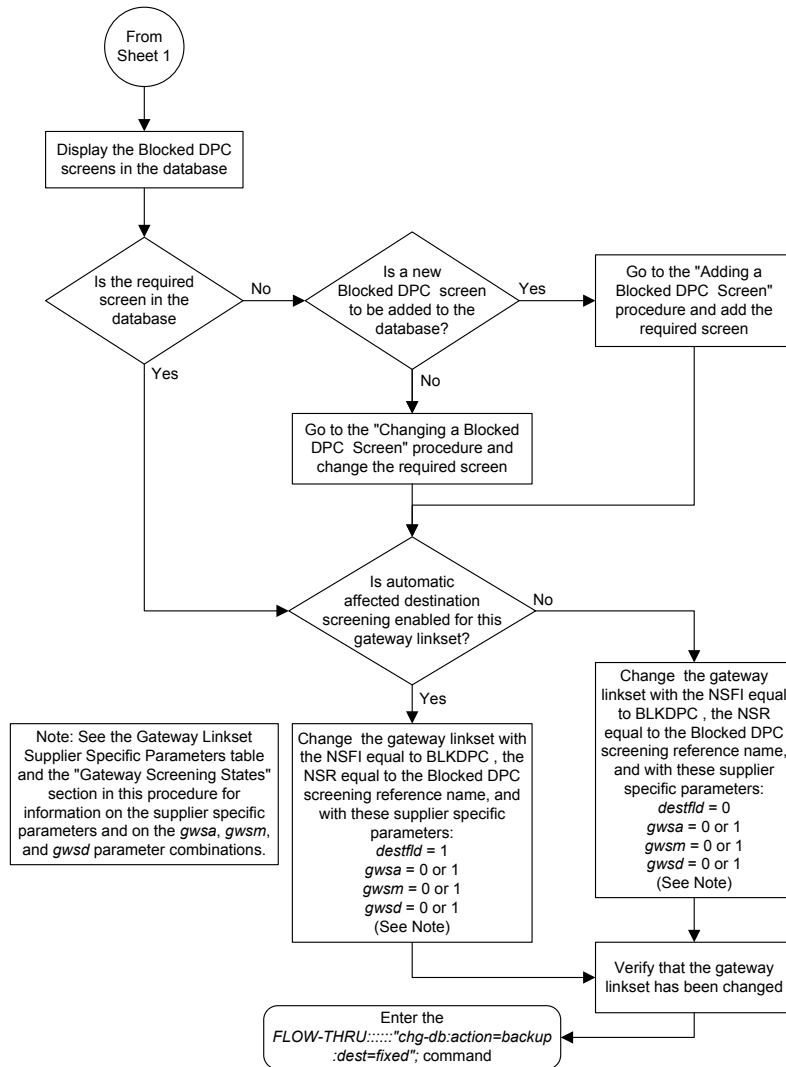 From
Sheet 1
Display the Blocked DPC
screens in the database
Is the required
screen in the
database
No
Yes
Is a new
Blocked DPC screen
to be added to the
database?
Yes
No
Go to the "Adding a
Blocked DPC Screen"
procedure and add the
required screen
Go to the "Changing a Blocked
DPC Screen" procedure and
change the required screen
Is automatic
affected destination
screening enabled for this
gateway linkset?
No
Yes
Note: See the Gateway Linkset
Supplier Specific Parameters table
and the "Gateway Screening States"
section in this procedure for
information on the supplier specific
parameters and on the gwsa, gwsm,
and gwsd parameter combinations.
Change the gateway linkset with
the NSFI equal to BLKDPC , the
NSR equal to the Blocked DPC
screening reference name, and
with these supplier specific
parameters:
destfld = 1
gwsa = 0 or 1
gwsm = 0 or 1
gwsd = 0 or 1
(See Note)
Change the gateway
linkset with the NSFI equal
to BLKDPC , the NSR
equal to the Blocked DPC
screening reference name,
and with these supplier
specific parameters:
destfld = 0
gwsa = 0 or 1
gwsm = 0 or 1
gwsd = 0 or 1
(See Note)
Verify that the gateway
linkset has been changed
Enter the
FLOW-THRU::::::"chg-db:action=backup
:dest=fixed"; command